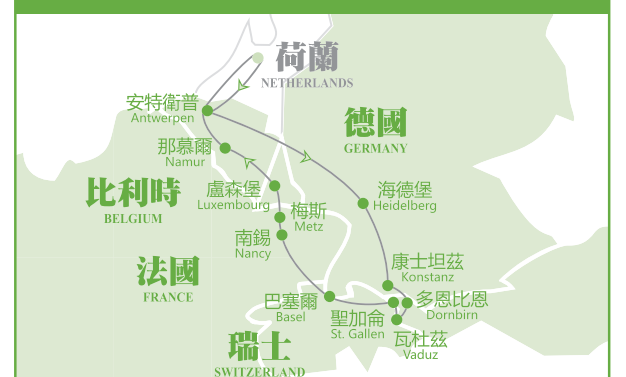 荷蘭
NETHERLANDS
安特衛普
Antwerpen
德國
GERMANY
那慕爾
Namur
比利時
BELGIUM
盧森堡
Luxembourg
海德堡
Heidelberg
梅斯
Metz
南錫
Nancy
法國
FRANCE
康士坦茲
Konstanz
巴塞爾
Basel
多恩比恩
Dornbirn
聖加侖
St. Gallen
瓦杜茲
Vaduz
瑞士
SWITZERLAND